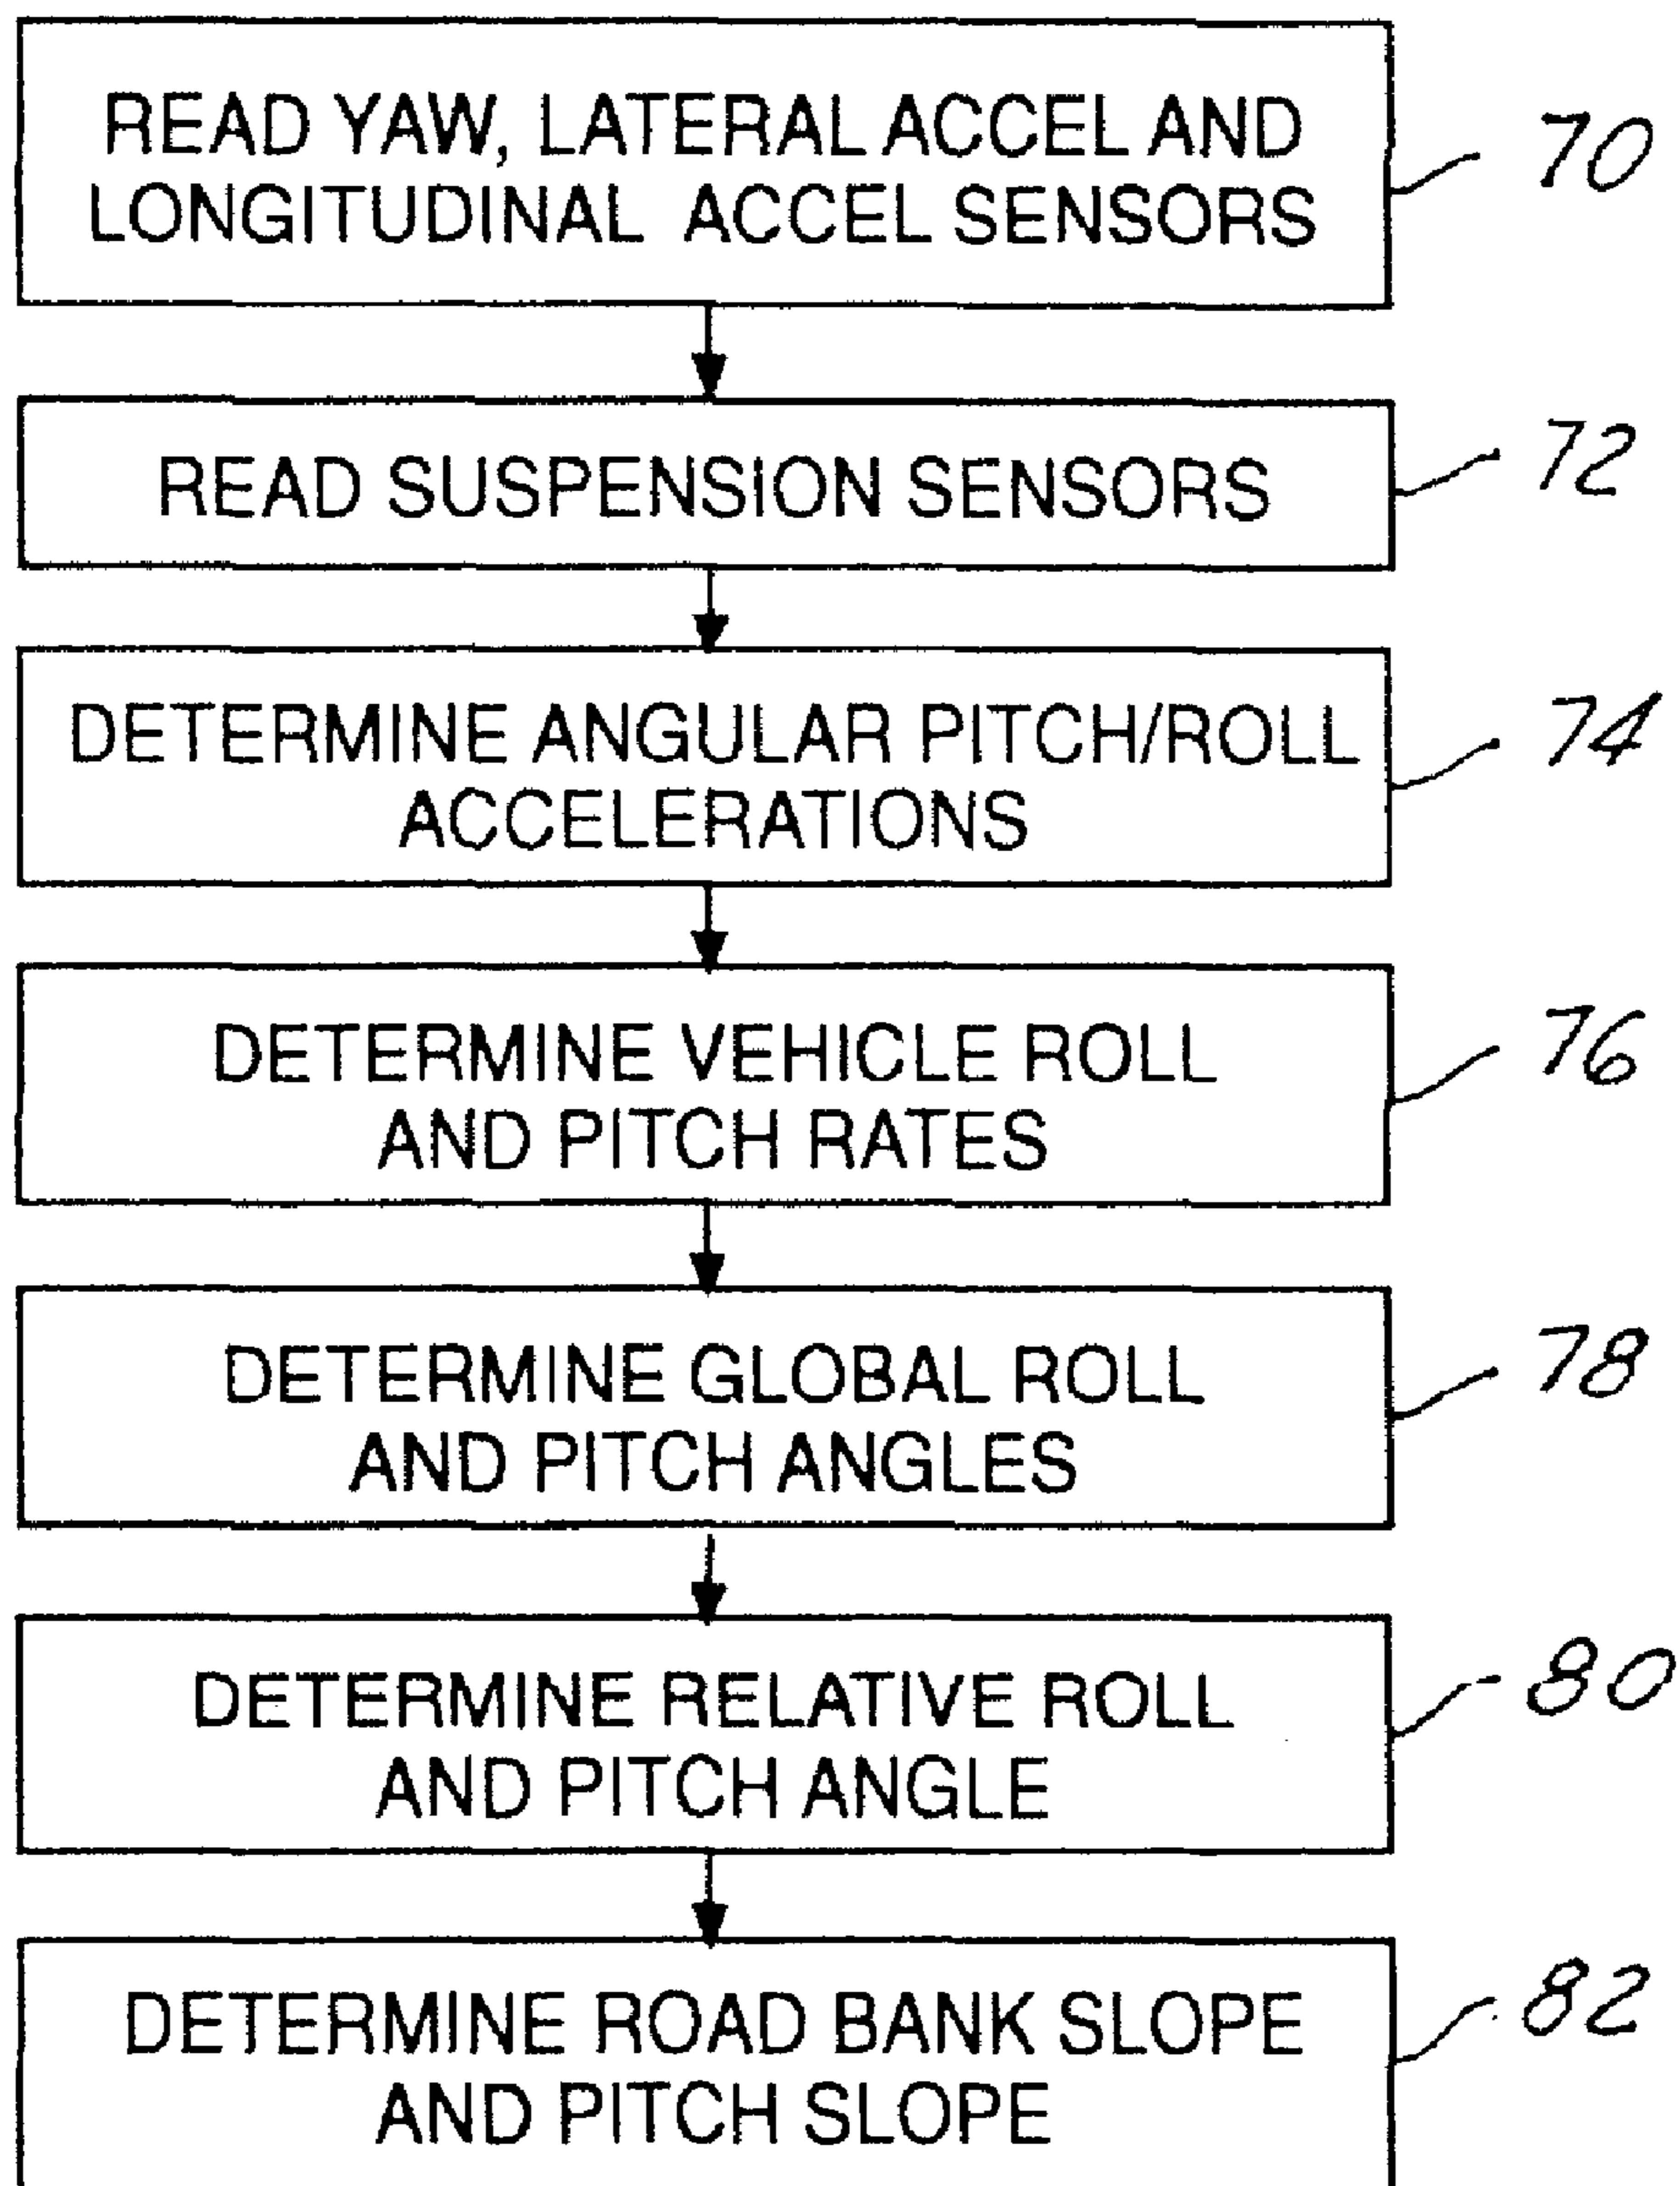 READ YAW, LATERAL ACCEL AND
LONGITUDINAL ACCEL SENSORS
70
READ SUSPENSION SENSORS
72
DETERMINE ANGULAR PITCH/ROLL
ACCELERATIONS
74
DETERMINE VEHICLE ROLL
AND PITCH RATES
76
DETERMINE GLOBAL ROLL
AND PITCH ANGLES
78
DETERMINE RELATIVE ROLL
AND PITCH ANGLE
80
DETERMINE ROAD BANK SLOPE
AND PITCH SLOPE
82